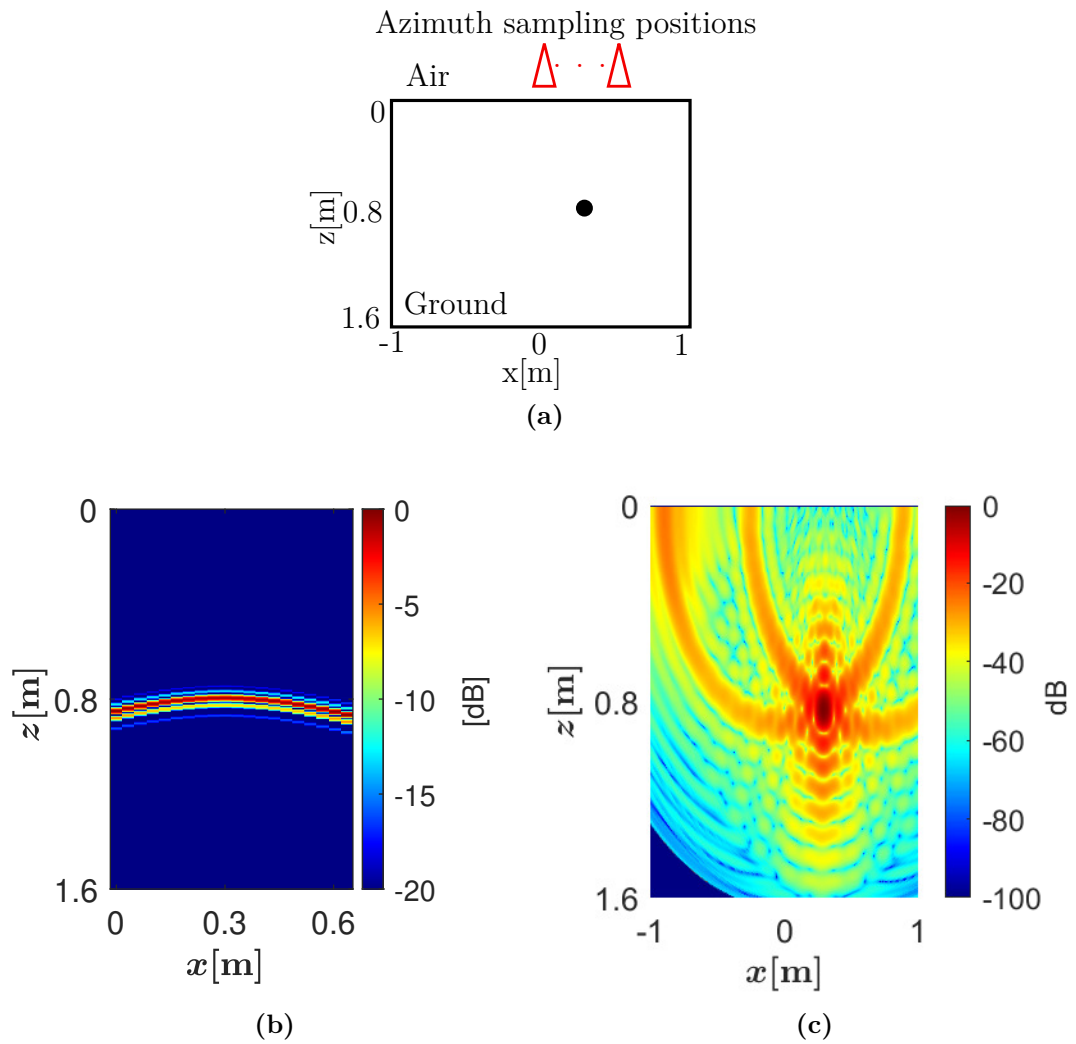 Azimuth sampling positions
Air
0
z[m]
0.8
Ground
1.6
-1 0 1
x[m]
(a)
0
0.8
1.6
z[m]
0 0.3 0.6
x[m]
0
-5
-10
-15
-20
[dB]
(b)
0
0.8
1.6
z[m]
-1 0 1
x[m]
0
-20
-40
-60
-80
-100
dB
(c)